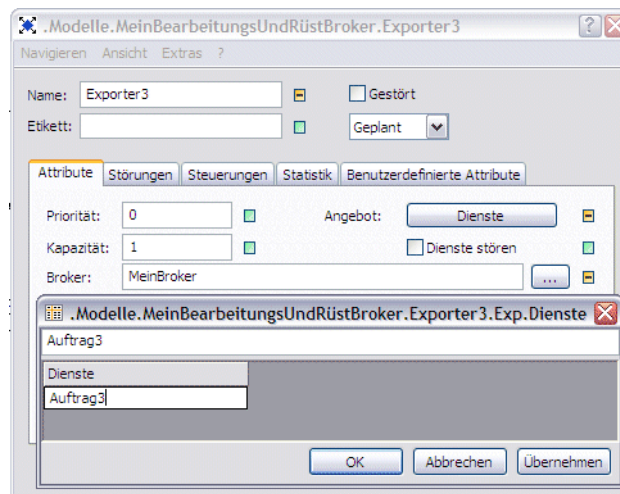 .Modelle.MeinBearbeitungsUndRüstBroker.Exporter3
Navigieren Ansicht Extras ?
Name: Exporter3 Gestört
Etikett: Geplant
Attribute Störungen Steuerungen Statistik Benutzerdefinierte Attribute
Priorität: 0 Angebot: Dienste
Kapazität: 1 Dienste stören
Broker: MeinBroker ...
.Modelle.MeinBearbeitungsUndRüstBroker.Exporter3.Exp.Dienste
Auftrag3
Dienste
Auftrag3
OK Abbrechen Übernehmen